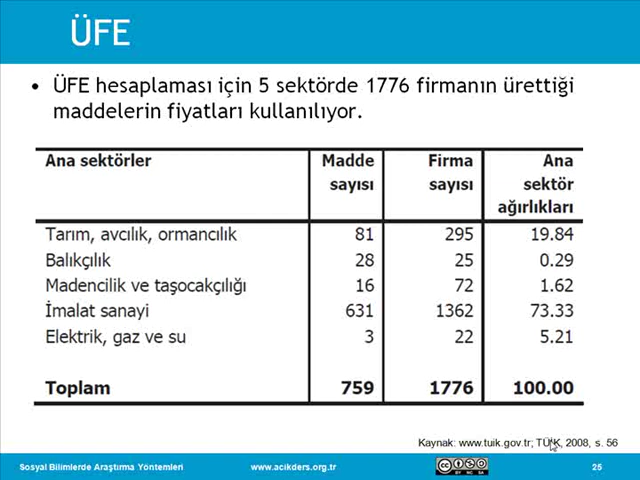 ÜFE
• ÜFE hesaplaması için 5 sektörde 1776 firmanın ürettiği
maddelerin fiyatları kullanılıyor.
Ana sektörler Madde sayısı Firma sayısı Ana sektör ağırlıkları
Tarım, avcılık, ormancılık 81 295 19.84
Balıkçılık 28 25 0.29
Madencilik ve taşocakçılığı 16 72 1.62
İmalat sanayi 631 1362 73.33
Elektrik, gaz ve su 3 22 5.21
Toplam 759 1776 100.00
Kaynak: www.tuik.gov.tr; TÜİK, 2008, s. 56
Sosyal Bilimlerde Araştırma Yöntemleri www.acikders.org.tr cc BY NC SA 25